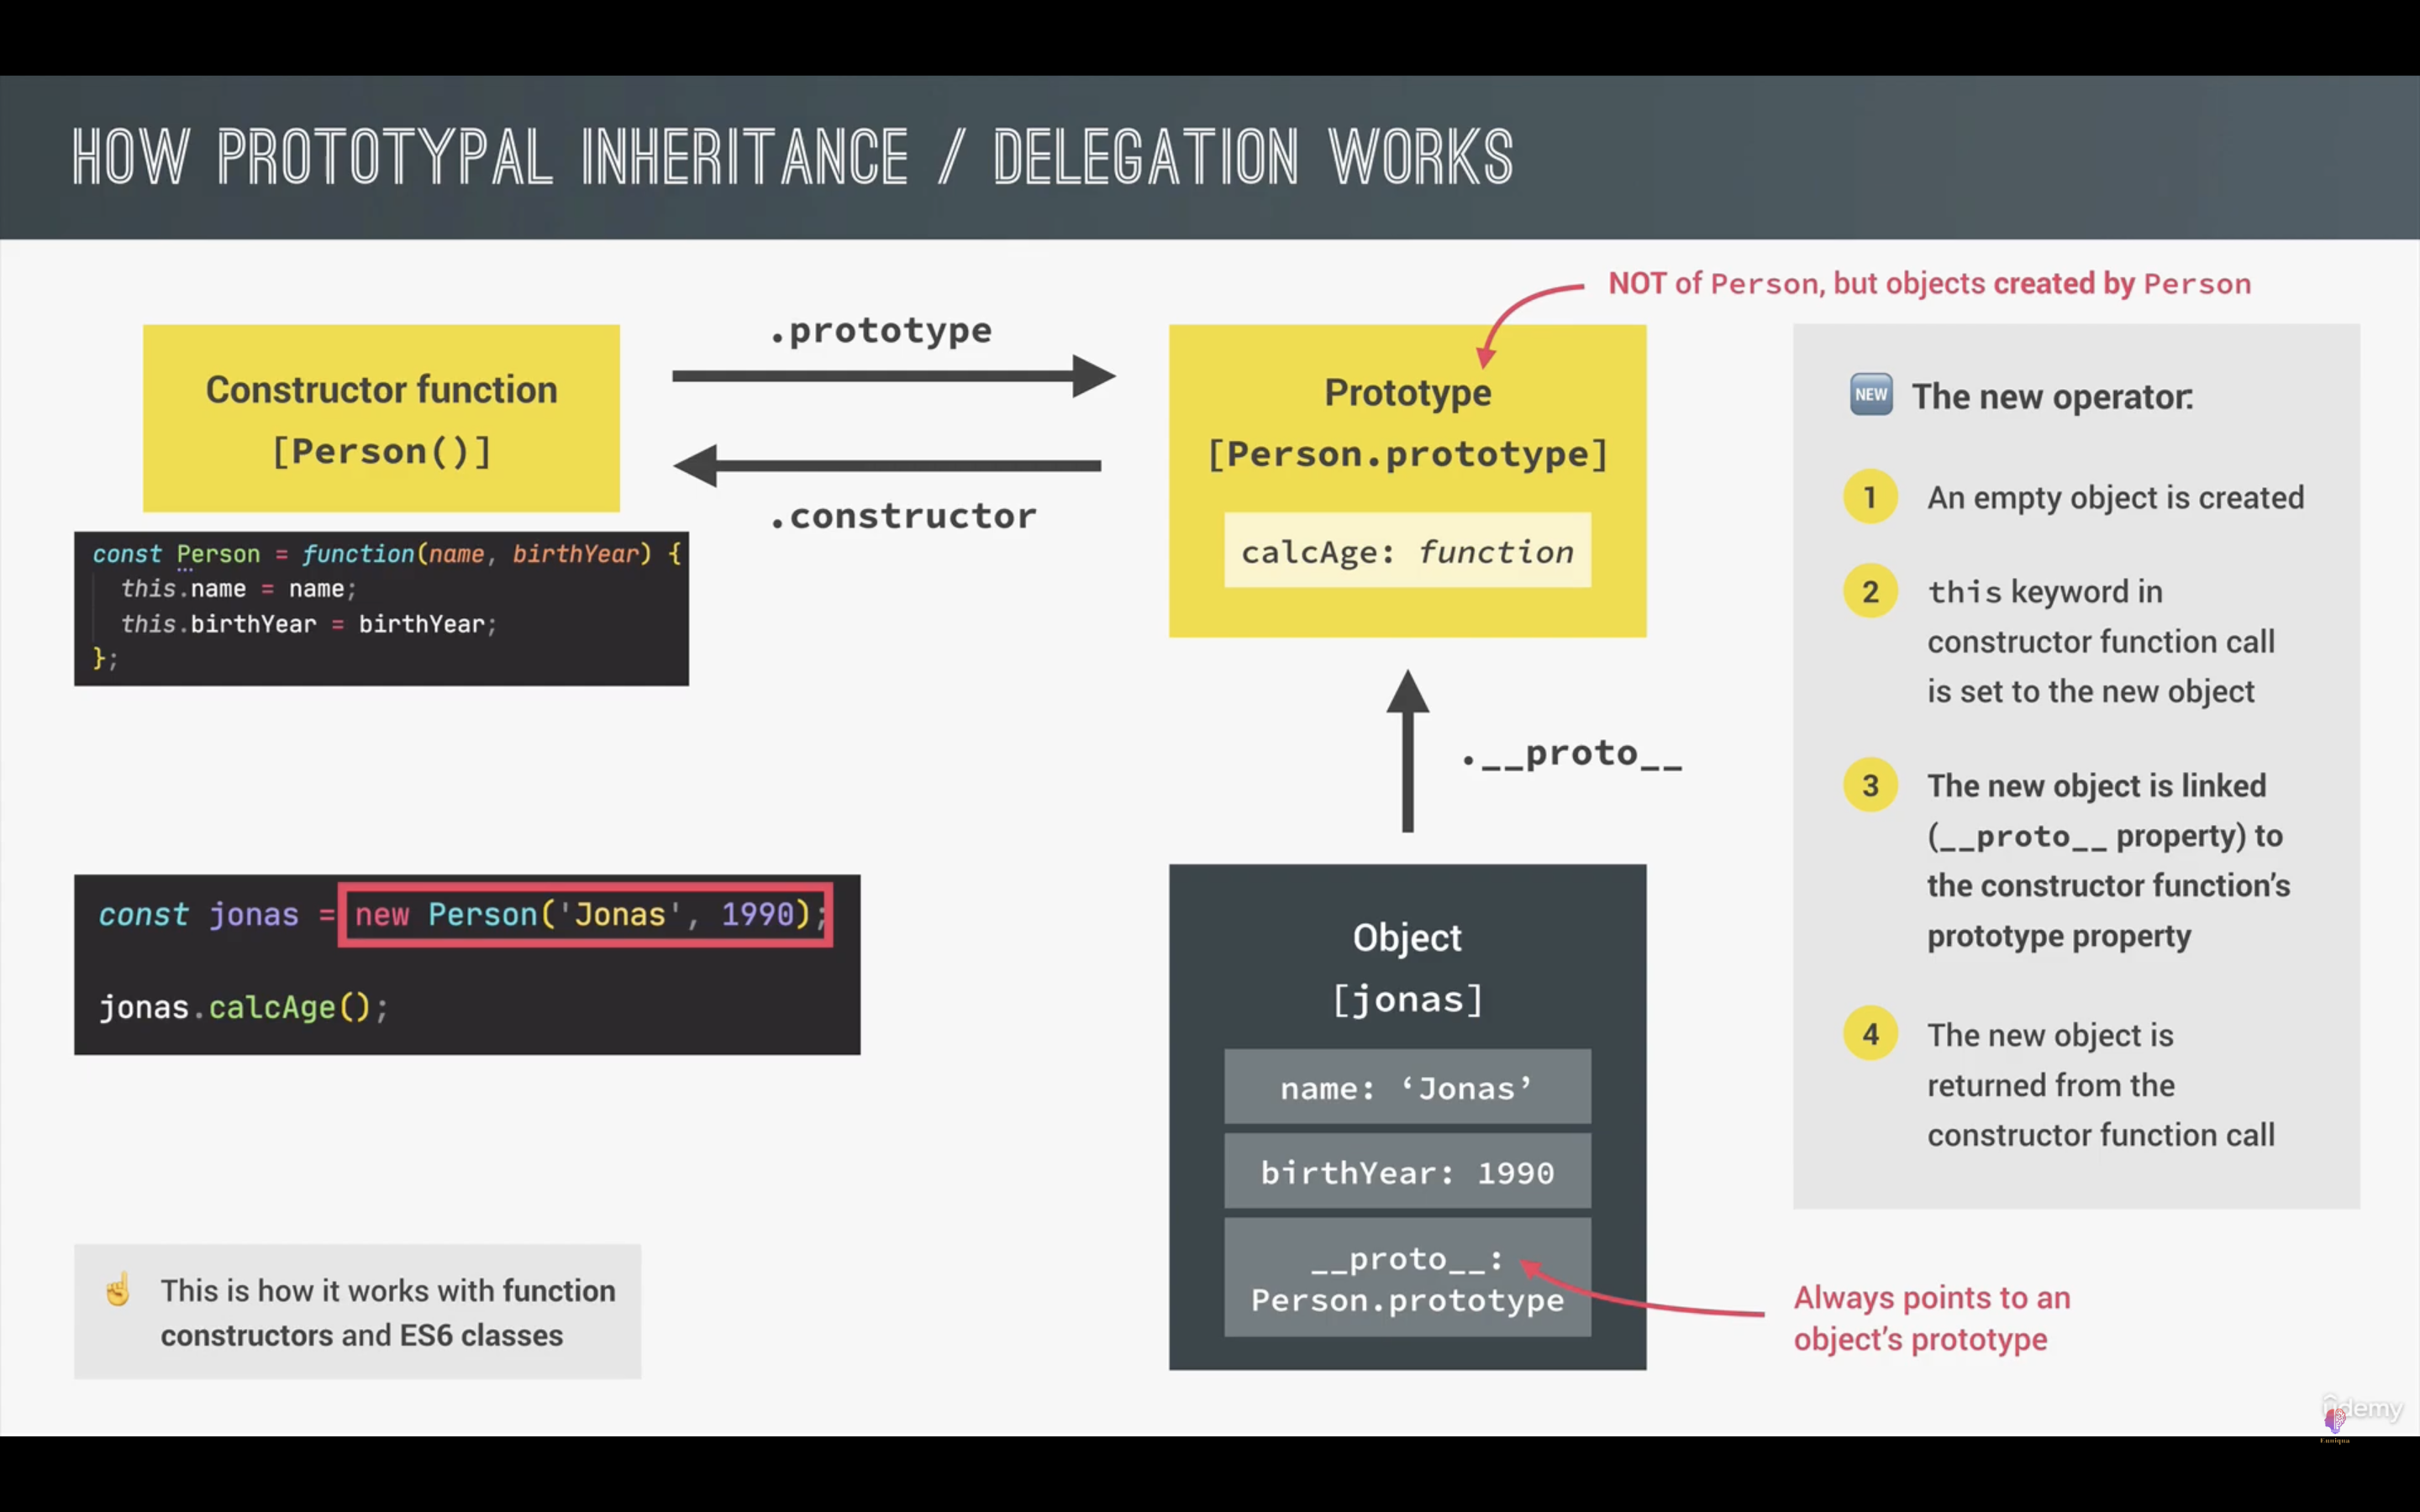 HOW PROTOTYPAL INHERITANCE / DELEGATION WORKS
NOT of Person, but objects created by Person
Constructor function
[Person()]
.prototype
.constructor
Prototype
[Person.prototype]
calcAge: function
const Person = function(name, birthYear) {
this.name = name;
this.birthYear = birthYear;
};
.__proto__
const jonas = new Person('Jonas', 1990);
jonas.calcAge();
Object
[jonas]
name: ‘Jonas’
birthYear: 1990
__proto__:
Person.prototype
☝️ This is how it works with function
constructors and ES6 classes
NEW The new operator:
1 An empty object is created
2 this keyword in
constructor function call
is set to the new object
3 The new object is linked
(__proto__ property) to
the constructor function’s
prototype property
4 The new object is
returned from the
constructor function call
Always points to an
object’s prototype
udemy